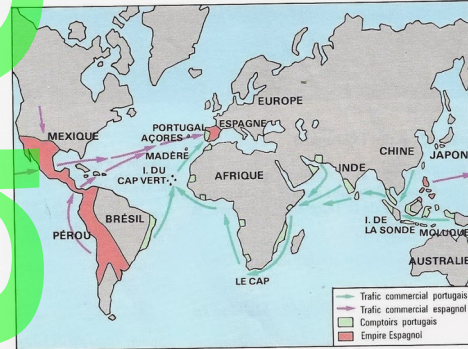 EUROPE
PORTUGAL
ESPAGNE
AÇORES
MEXIQUE
MADÈRE
CHINE
JAPON
I. DU
CAP VERT
AFRIQUE
INDE
BRÉSIL
PÉROU
I. DE
LA SONDE
MOLUQUES
AUSTRALIE
LE CAP
Trafic commercial portugais
Trafic commercial espagnol
Comptoirs portugais
Empire Espagnol